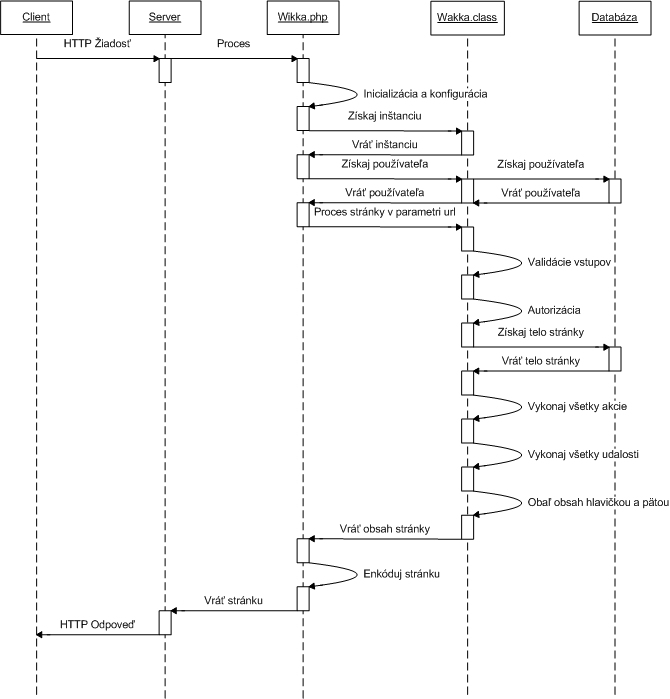 Client
Server
Wikka.php
Wakka.class
Databáza
HTTP Žiadosť
Proces
Inicializácia a konfigurácia
Získaj inštanciu
Vráť inštanciu
Získaj používateľa
Získaj používateľa
Vráť používateľa
Vráť používateľa
Proces stránky v parametri url
Validácie vstupov
Autorizácia
Získaj telo stránky
Vráť telo stránky
Vykonaj všetky akcie
Vykonaj všetky udalosti
Obaľ obsah hlavičkou a pätou
Vráť obsah stránky
Enkóduj stránku
Vráť stránku
HTTP Odpoveď